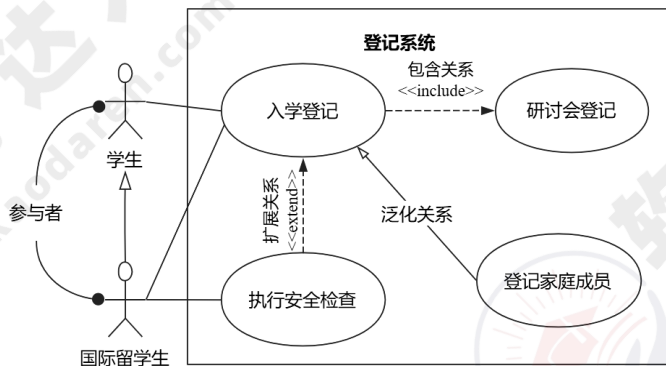 登记系统
包含关系
<<include>>
入学登记
研讨会登记
学生
参与者
扩展关系
<<extend>>
泛化关系
执行安全检查
登记家庭成员
国际留学生